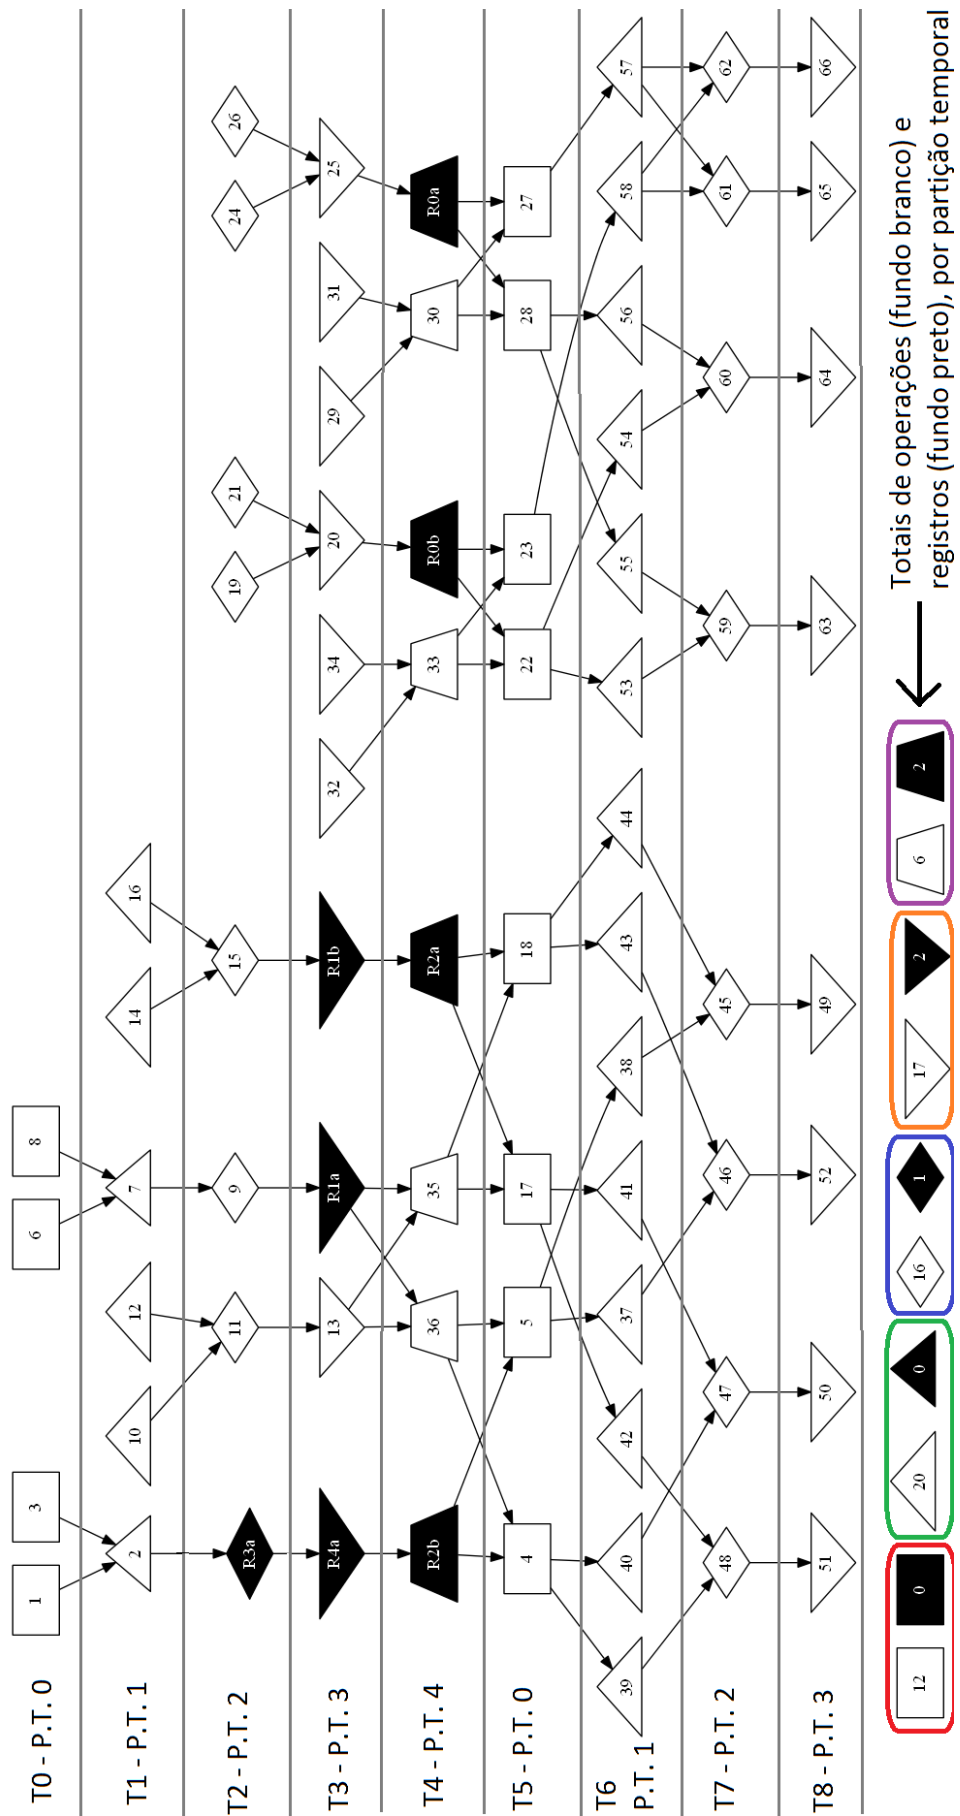 T0 - P.T. 0 1 3 6 8
T1 - P.T. 1 2 10 12 7 14 16
T2 - P.T. 2 R3a 11 9 15 19 21 24 26
T3 - P.T. 3 R4a 13 R1a R1b 32 34 20 29 31 25
T4 - P.T. 4 R2b 36 35 R2a 33 R0b 30 R0a
T5 - P.T. 0 4 5 17 18 22 23 28 27
T6
P.T. 1 39 40 42 37 41 38 43 44 53 55 54 56 58 57
T7 - P.T. 2 48 47 46 45 59 60 61 62
T8 - P.T. 3 51 50 52 49 63 64 65 66
12 0 20 0 16 1 17 2 6 2
Totais de operações (fundo branco) e
registros (fundo preto), por partição temporal